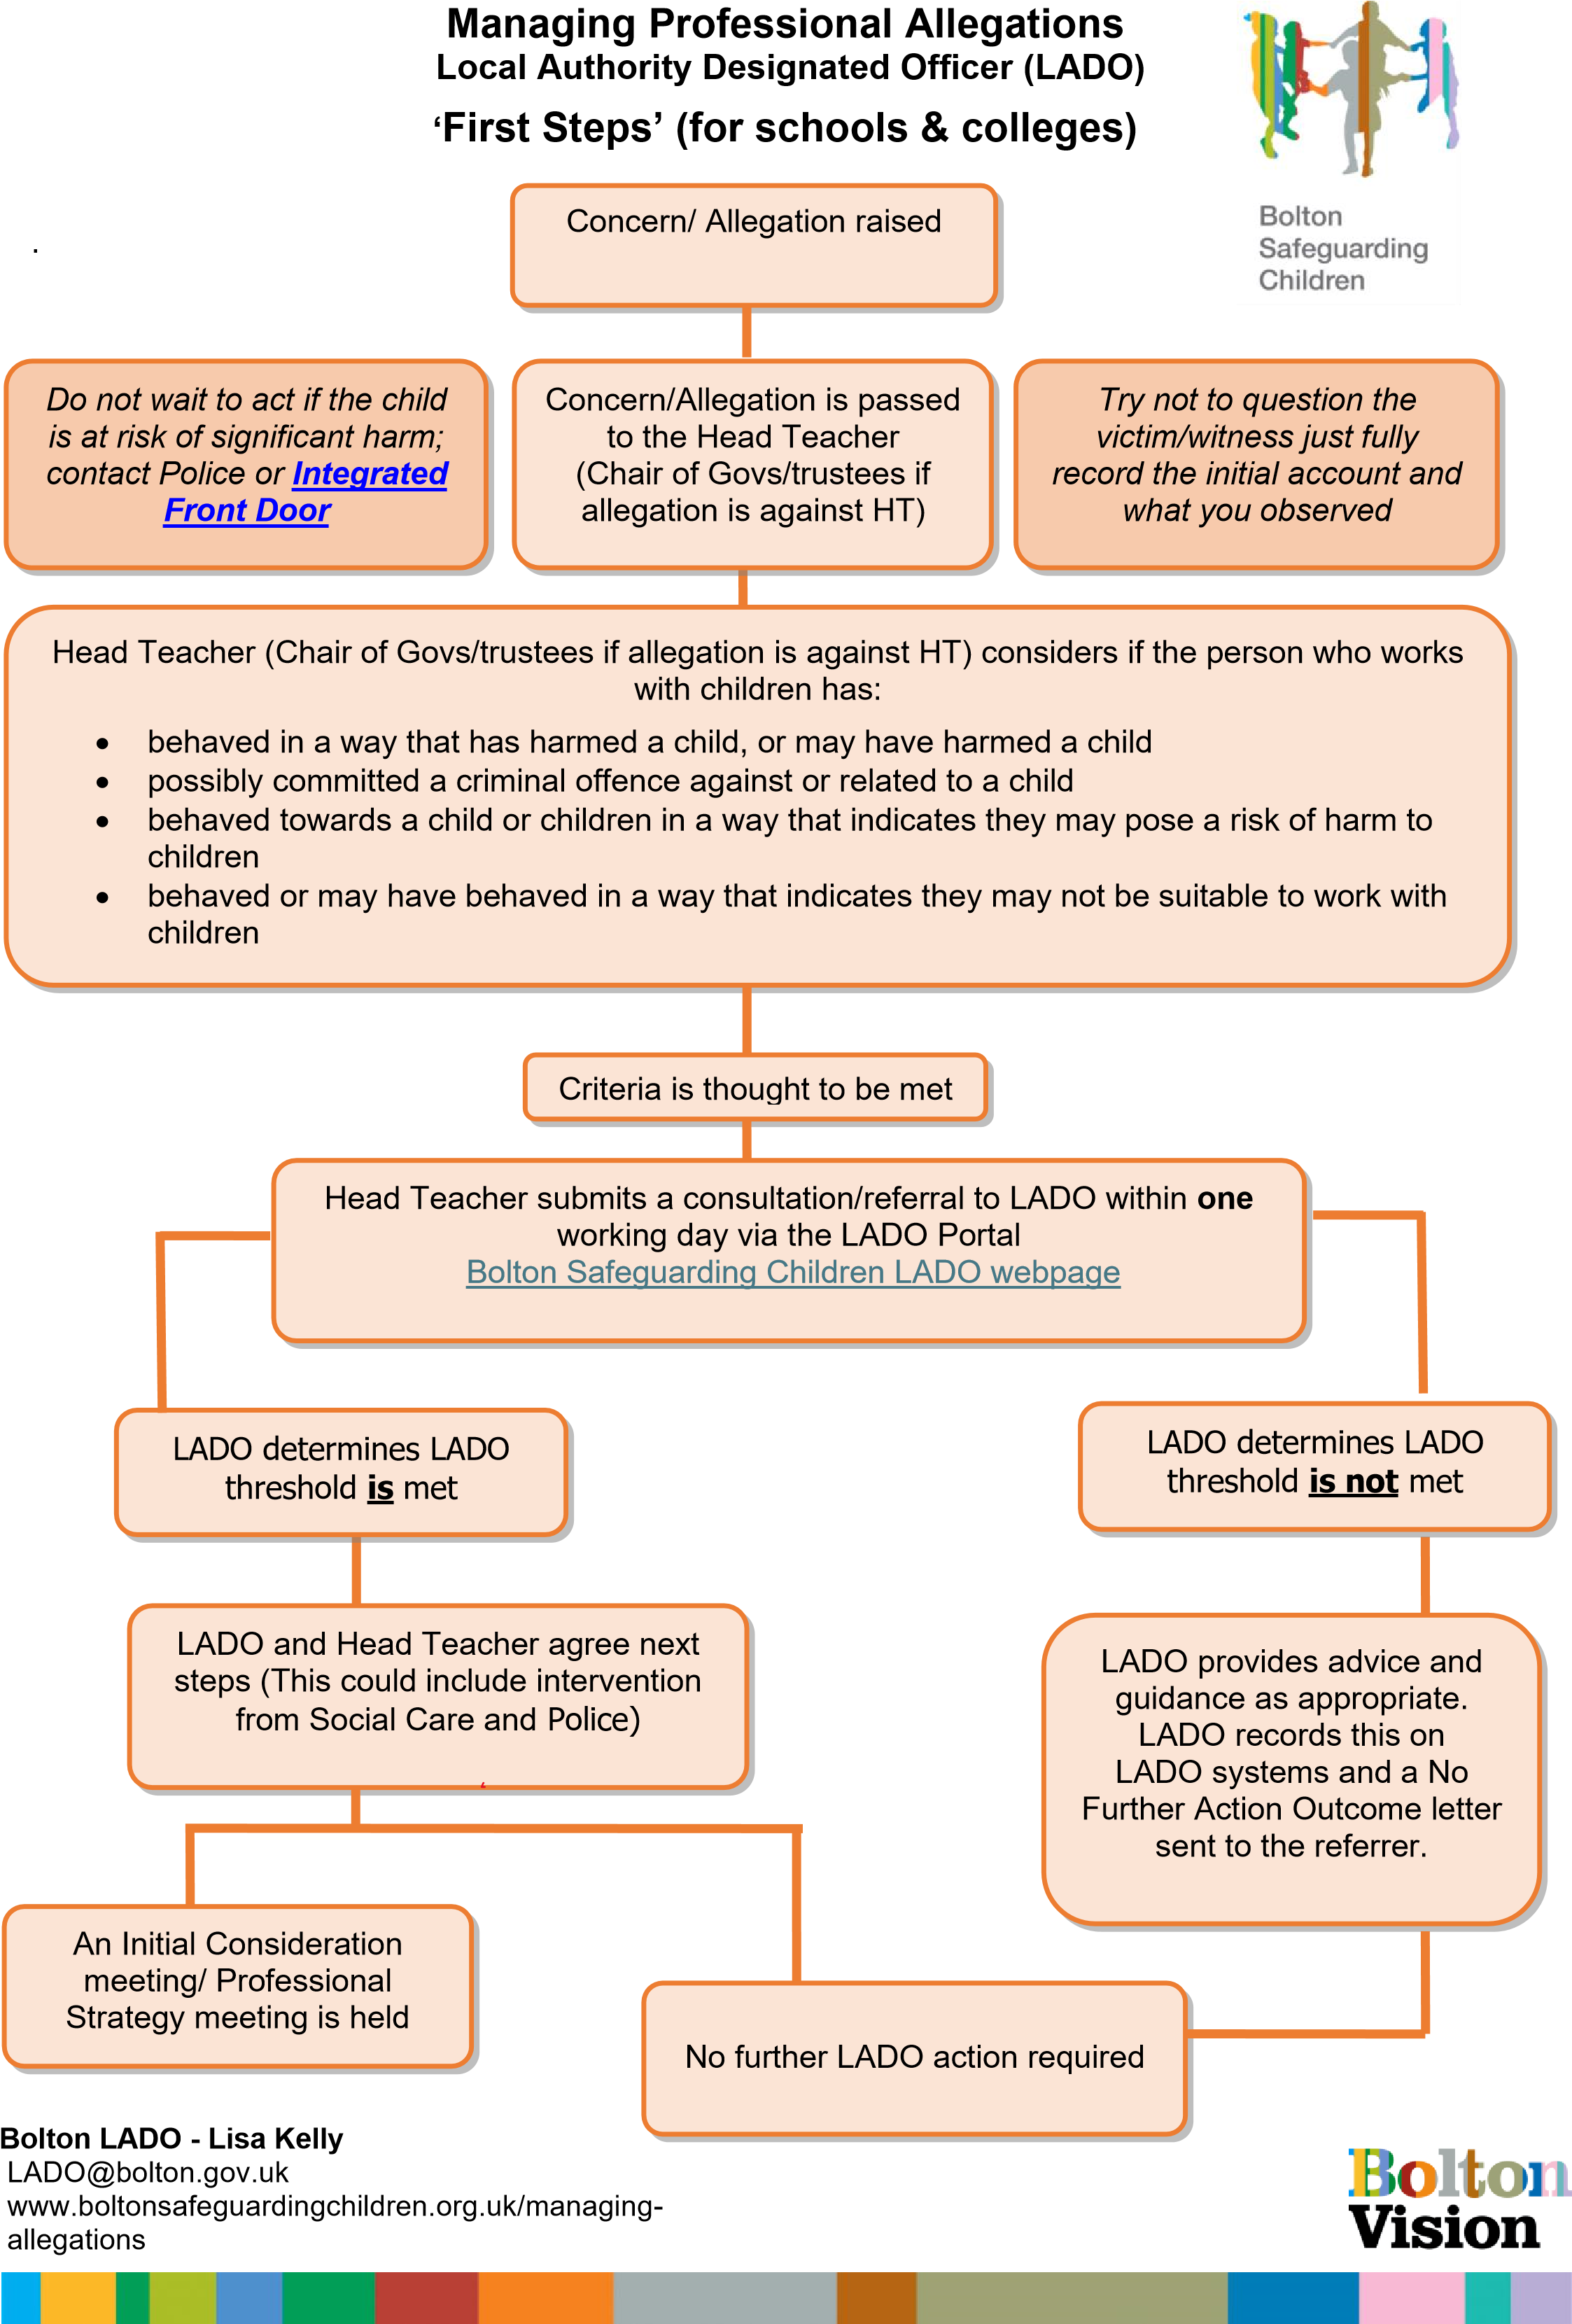 Managing Professional Allegations
Local Authority Designated Officer (LADO)
‘First Steps’ (for schools & colleges)
Bolton
Safeguarding
Children
Concern/ Allegation raised
.
Do not wait to act if the child
is at risk of significant harm;
contact Police or Integrated
Front Door
Concern/Allegation is passed
to the Head Teacher
(Chair of Govs/trustees if
allegation is against HT)
Try not to question the
victim/witness just fully
record the initial account and
what you observed
Head Teacher (Chair of Govs/trustees if allegation is against HT) considers if the person who works
with children has:
• behaved in a way that has harmed a child, or may have harmed a child
• possibly committed a criminal offence against or related to a child
• behaved towards a child or children in a way that indicates they may pose a risk of harm to
children
• behaved or may have behaved in a way that indicates they may not be suitable to work with
children
Criteria is thought to be met
Head Teacher submits a consultation/referral to LADO within one
working day via the LADO Portal
Bolton Safeguarding Children LADO webpage
LADO determines LADO
threshold is met
LADO determines LADO
threshold is not met
LADO and Head Teacher agree next
steps (This could include intervention
from Social Care and Police)
LADO provides advice and
guidance as appropriate.
LADO records this on
LADO systems and a No
Further Action Outcome letter
sent to the referrer.
An Initial Consideration
meeting/ Professional
Strategy meeting is held
No further LADO action required
Bolton LADO - Lisa Kelly
LADO@bolton.gov.uk
www.boltonsafeguardingchildren.org.uk/managing-
allegations
Bolton
Vision